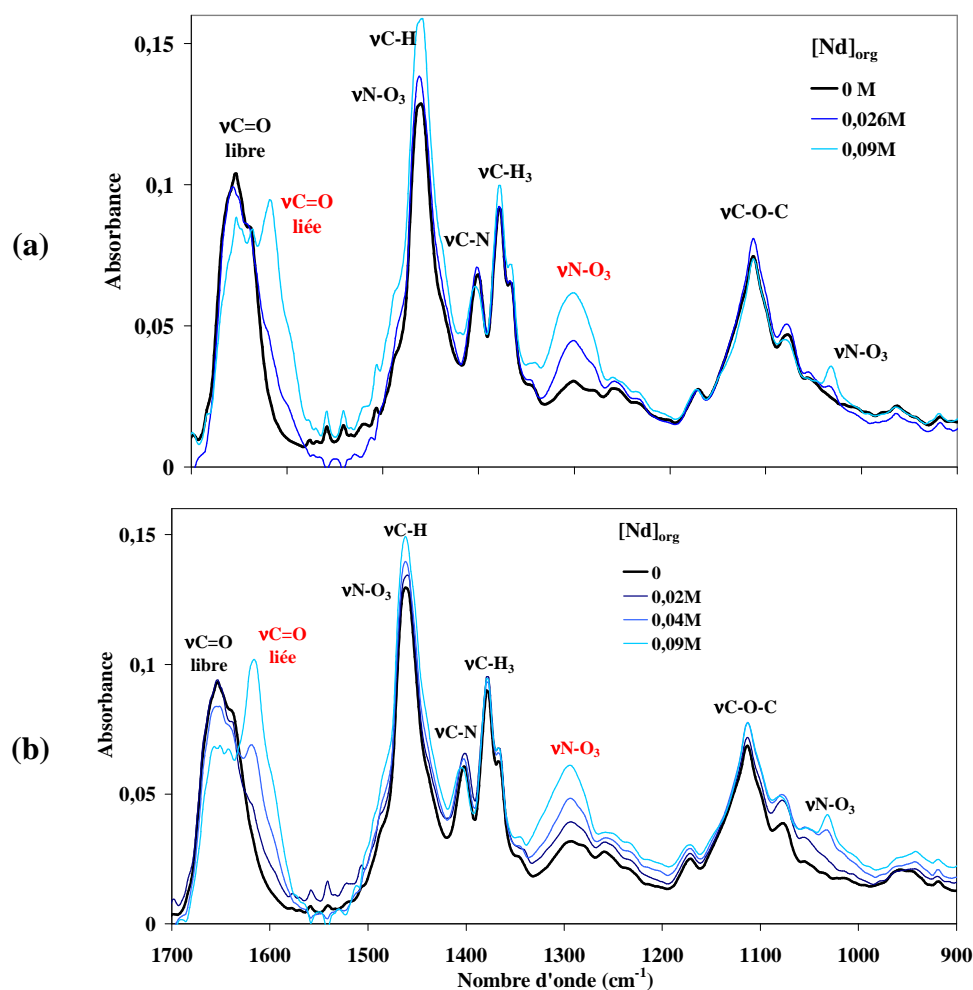 (a)
Absorbance
0,15
0,1
0,05
0
νC=O
libre
νC=O
liée
νC-H
νN-O₃
νC-N
νC-H₃
νN-O₃
νC-O-C
νN-O₃
[Nd]org
0 M
0,026M
0,09M
(b)
Absorbance
0,15
0,1
0,05
0
νC=O
libre
νC=O
liée
νC-H
νN-O₃
νC-N
νC-H₃
νN-O₃
νC-O-C
νN-O₃
[Nd]org
0
0,02M
0,04M
0,09M
1700 1600 1500 1400 1300 1200 1100 1000 900
Nombre d'onde (cm⁻¹)